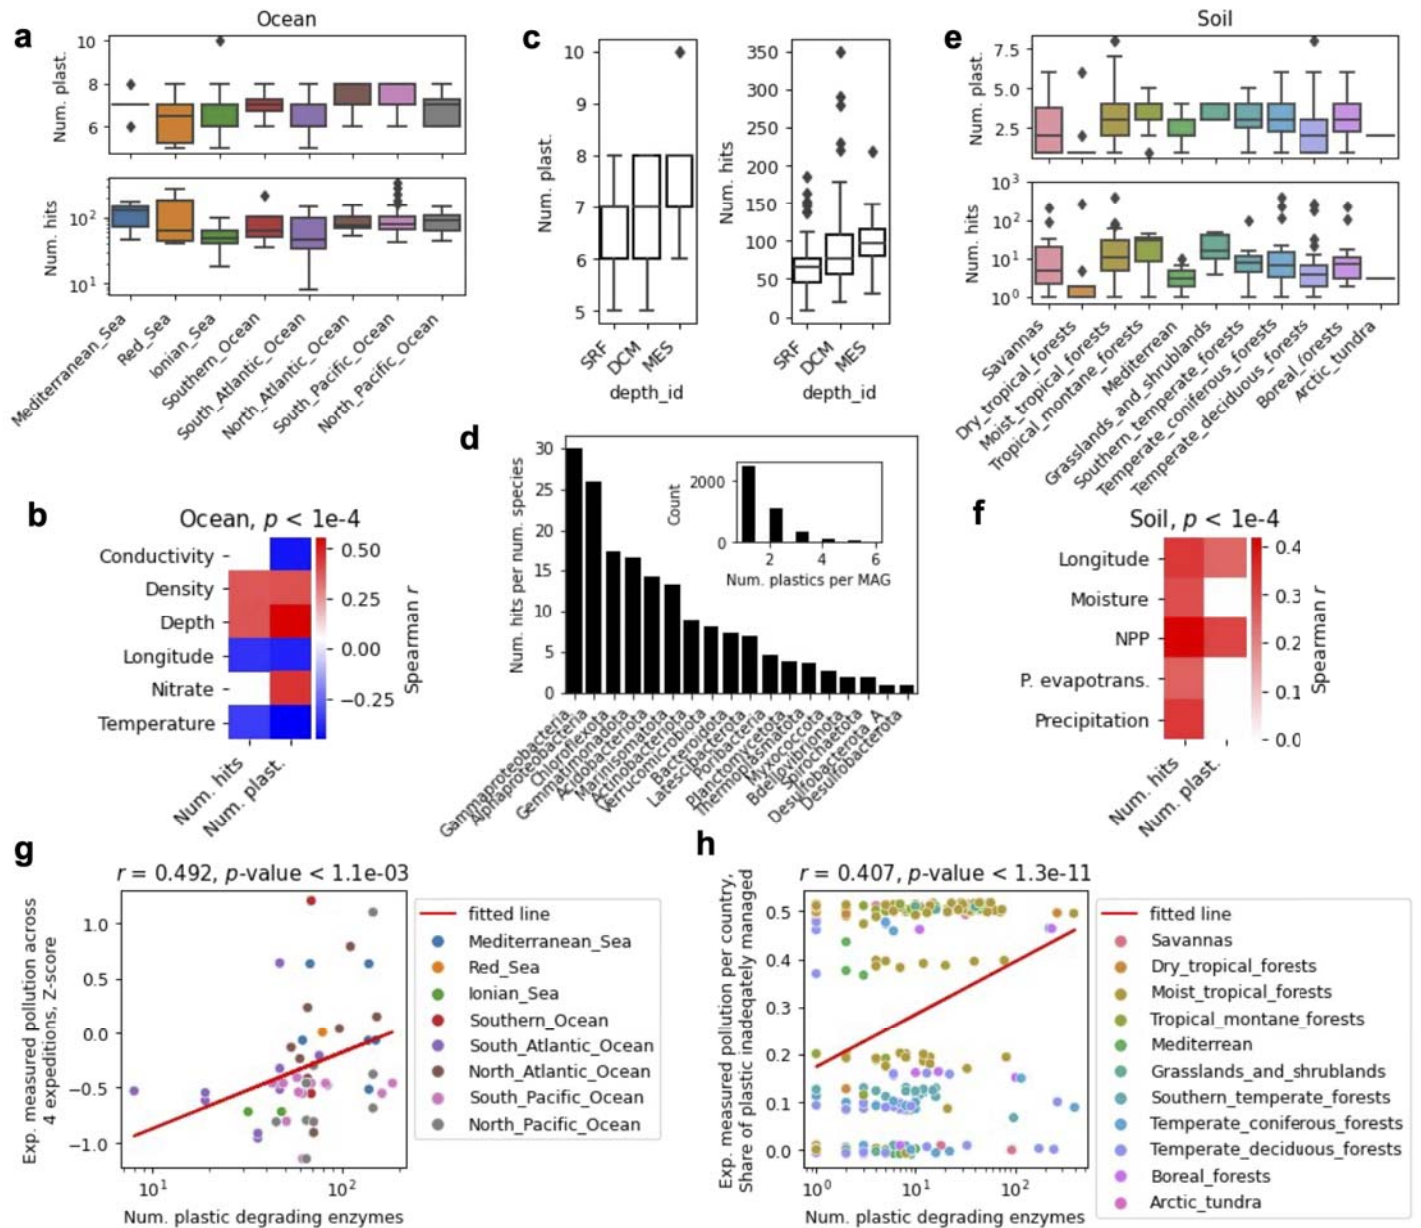 a
Ocean
Num. plast.
10
8
6
Num. hits
10²
10¹
Mediterranean_Sea
Red_Sea
Ionian_Sea
Southern_Ocean
South_Atlantic_Ocean
North_Atlantic_Ocean
South_Pacific_Ocean
North_Pacific_Ocean
c
Num. plast.
10
9
8
7
6
5
SRF
DCM
MES
depth_id
Num. hits
350
300
250
200
150
100
50
0
SRF
DCM
MES
depth_id
e
Soil
Num. plast.
7.5
5.0
2.5
Num. hits
10³
10²
10¹
10⁰
Savannas
Dry_tropical_forests
Moist_tropical_forests
Tropical_montane_forests
Mediterrean
Grasslands_and_shrublands
Southern_temperate_forests
Temperate_coniferous_forests
Temperate_deciduous_forests
Boreal_forests
Arctic_tundra
b
Ocean, p < 1e-4
Conductivity
Density
Depth
Longitude
Nitrate
Temperature
Num. hits
Num. plast.
0.50
0.25
0.00
−0.25
Spearman r
d
Num. hits per num. species
30
25
20
15
10
5
0
Count
2000
0
2 4 6
Num. plastics per MAG
Gammaproteobacteria
Alphaproteobacteria
Chloroflexota
Gemmatimonadota
Acidobacteriota
Marinisomatota
Actinobacteriota
Verrucomicrobiota
Bacteroidota
Latescibacterota
Poribacteria
Planctomycetota
Thermoplasmatota
Myxococcota
Bdellovibrionota
Spirochaetota
Desulfobacterota_A
Desulfobacterota
f
Soil, p < 1e-4
Longitude
Moisture
NPP
P. evapotrans.
Precipitation
Num. hits
Num. plast.
0.4
0.3
0.2
0.1
0.0
Spearman r
g
r = 0.492, p-value < 1.1e-03
Exp. measured pollution across
4 expeditions, Z-score
1.0
0.5
0.0
−0.5
−1.0
10¹ 10²
Num. plastic degrading enzymes
fitted line
Mediterranean_Sea
Red_Sea
Ionian_Sea
Southern_Ocean
South_Atlantic_Ocean
North_Atlantic_Ocean
South_Pacific_Ocean
North_Pacific_Ocean
h
r = 0.407, p-value < 1.3e-11
Exp. measured pollution per country,
Share of plastic inadeqately managed
0.5
0.4
0.3
0.2
0.1
0.0
10⁰ 10¹ 10²
Num. plastic degrading enzymes
fitted line
Savannas
Dry_tropical_forests
Moist_tropical_forests
Tropical_montane_forests
Mediterrean
Grasslands_and_shrublands
Southern_temperate_forests
Temperate_coniferous_forests
Temperate_deciduous_forests
Boreal_forests
Arctic_tundra